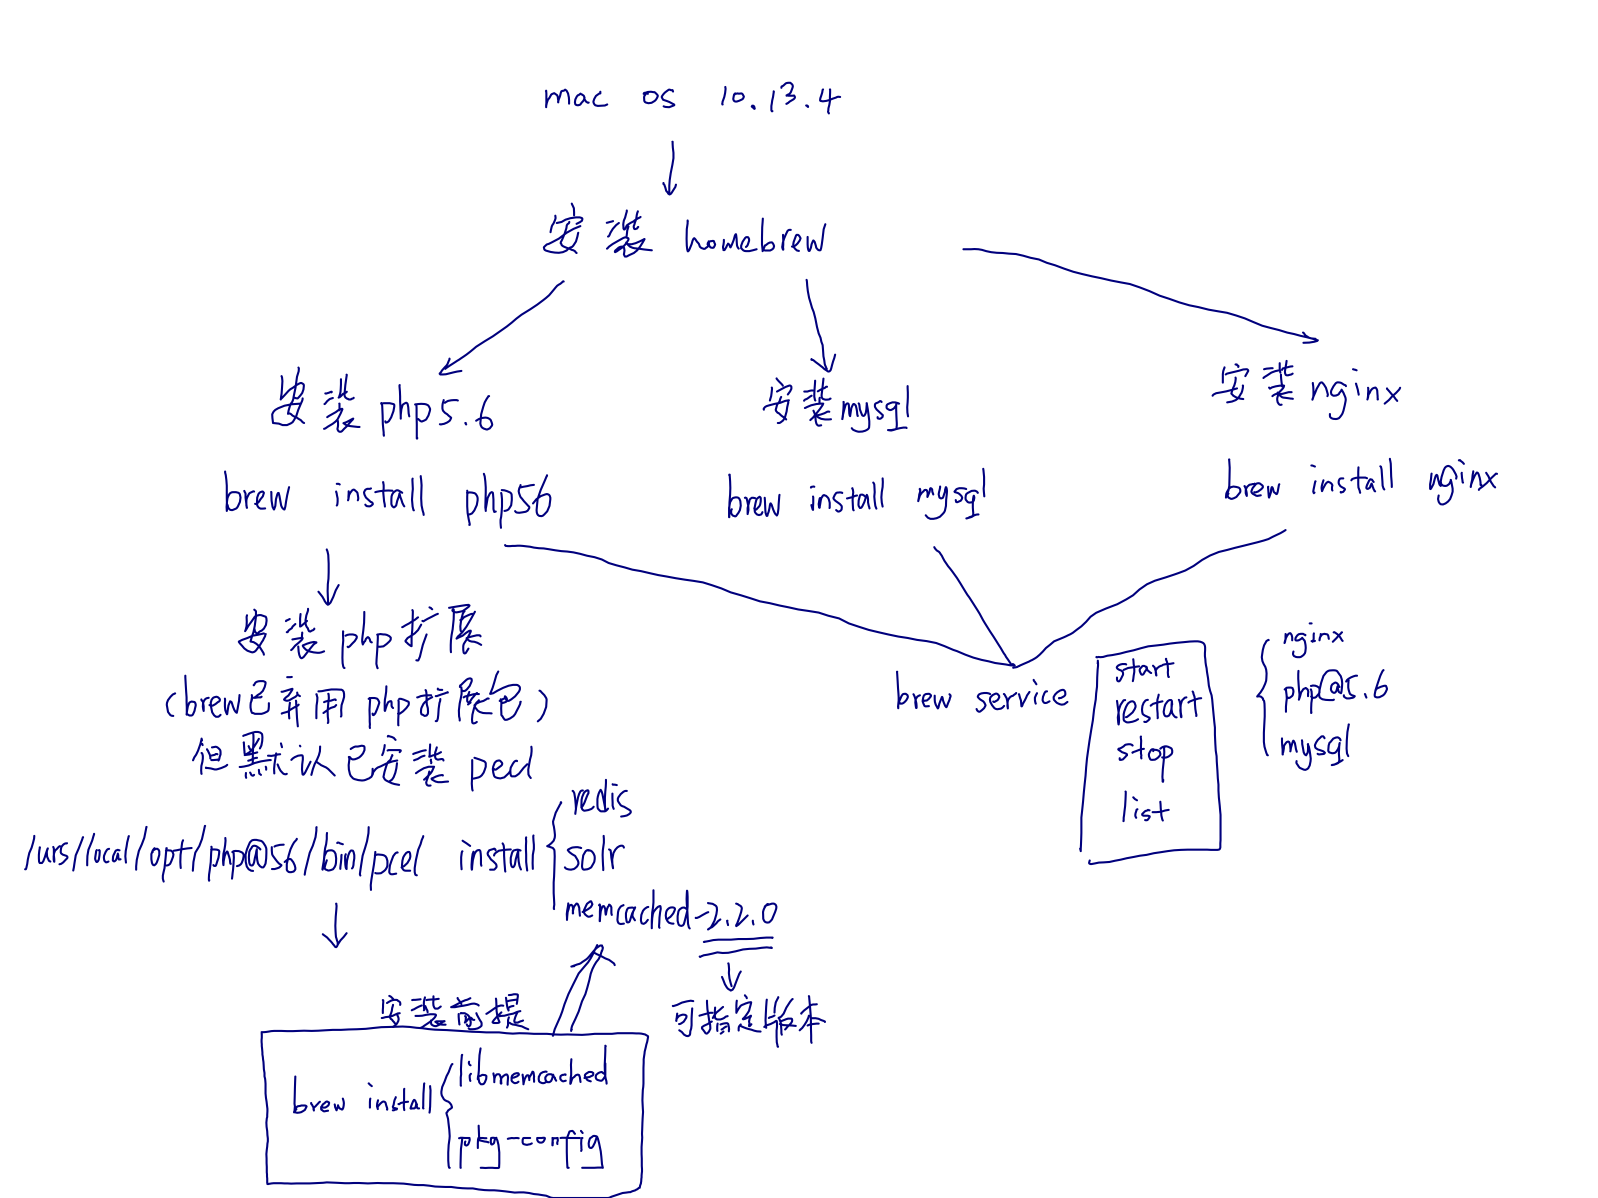 mac os 10.13.4
安装 homebrew
安装 php5.6
brew install php56
安装mysql
brew install mysql
安装nginx
brew install nginx
安装php扩展
(brew已弃用 php扩展包)
但默认已安装 pecl
/urs/local/opt/php@56/bin/pcel install
redis
solr
memcached-2.2.0
可指定版本
安装前提
brew install
libmemcached
pkg-config
brew service
start
restart
stop
list
nginx
php@5.6
mysql